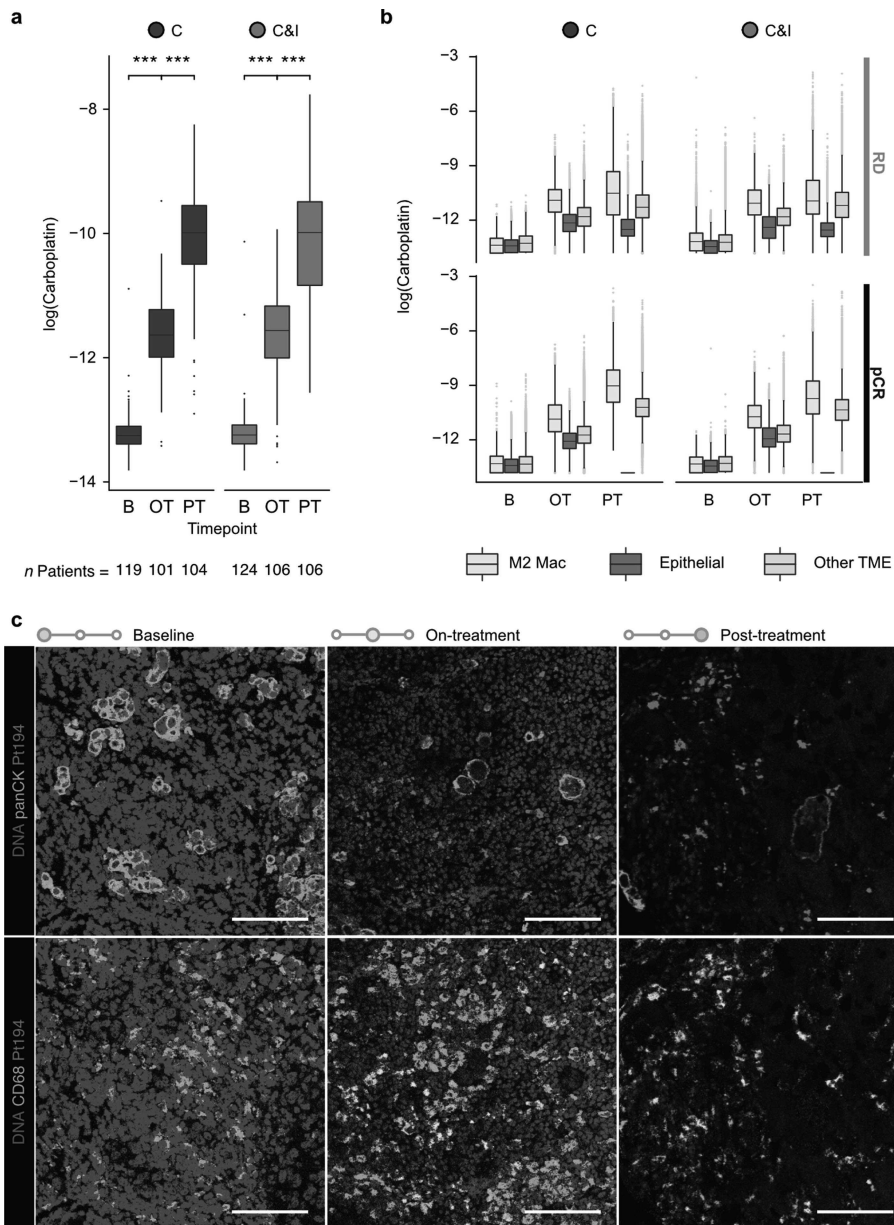 a
C
C&I
*** ***
*** ***
log(Carboplatin)
−8
−10
−12
−14
B OT PT
B OT PT
Timepoint
n Patients = 119 101 104 124 106 106
b
C
C&I
log(Carboplatin)
−3
−6
−9
−12
RD
−3
−6
−9
−12
pCR
B OT PT
B OT PT
M2 Mac
Epithelial
Other TME
c
Baseline
On-treatment
Post-treatment
DNA panCK Pt194
DNA CD68 Pt194